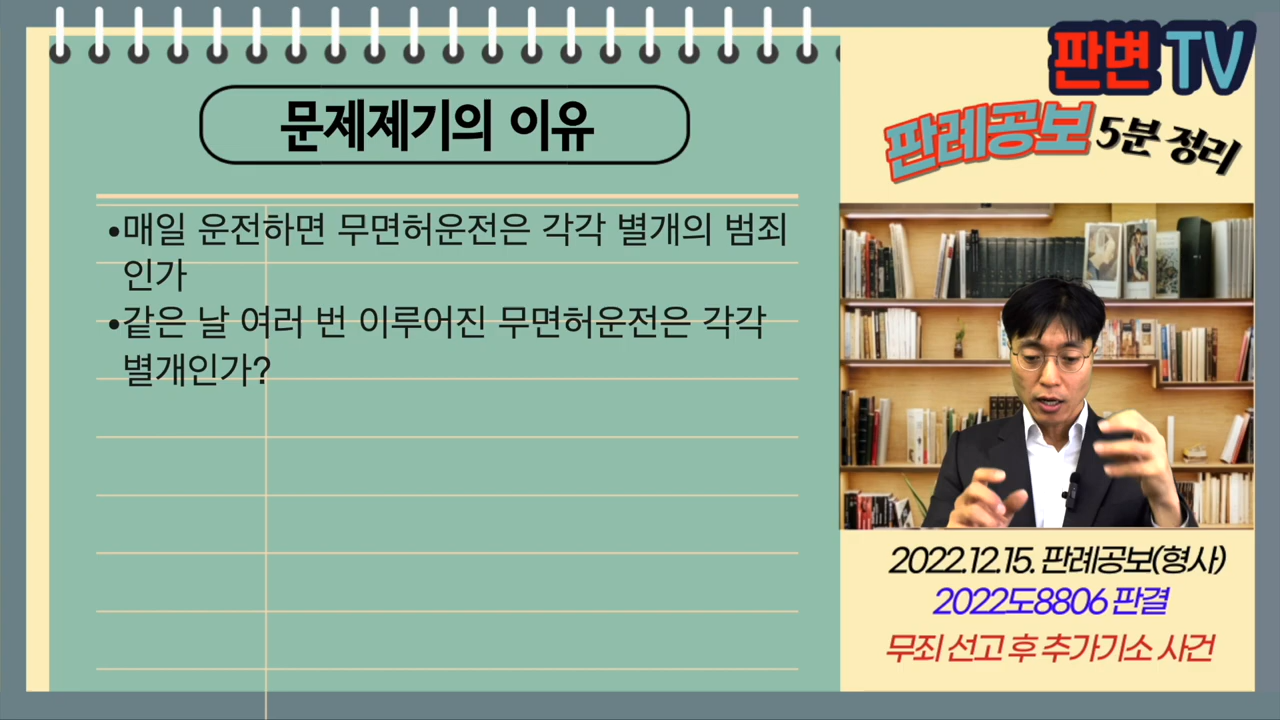 문제제기의 이유
•매일 운전하면 무면허운전은 각각 별개의 범죄
인가
•같은 날 여러 번 이루어진 무면허운전은 각각
별개인가?
판변 TV
판례공보 5분 정리
2022.12.15. 판례공보(형사)
2022도8806 판결
무죄 선고 후 추가기소 사건